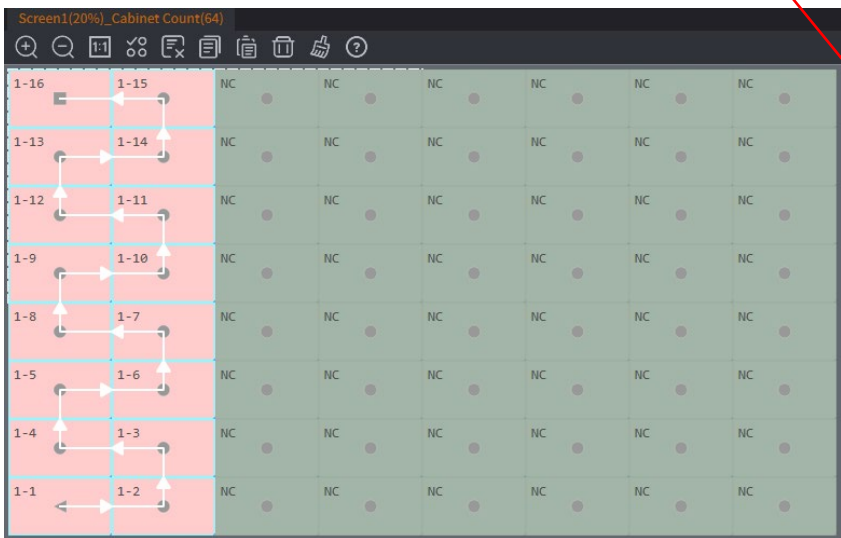 Screen1(20%)_Cabinet Count(64)
1:1
1-16 1-15 NC NC NC NC NC NC
1-13 1-14 NC NC NC NC NC NC
1-12 1-11 NC NC NC NC NC NC
1-9 1-10 NC NC NC NC NC NC
1-8 1-7 NC NC NC NC NC NC
1-5 1-6 NC NC NC NC NC NC
1-4 1-3 NC NC NC NC NC NC
1-1 1-2 NC NC NC NC NC NC